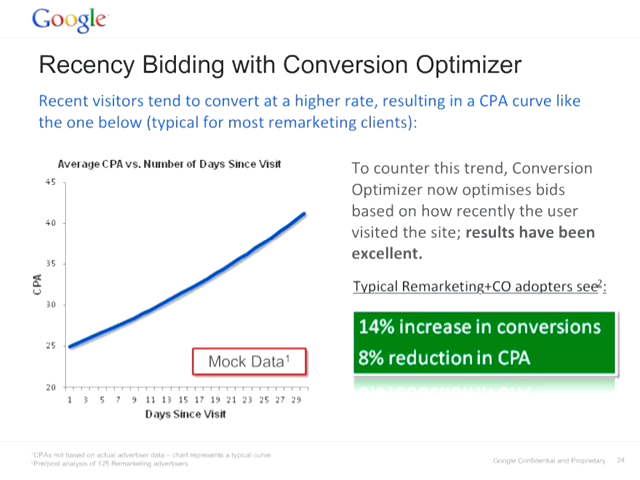 Google
Recency Bidding with Conversion Optimizer
Recent visitors tend to convert at a higher rate, resulting in a CPA curve like
the one below (typical for most remarketing clients):
Average CPA vs. Number of Days Since Visit
45
40
35
30
25
20
CPA
1 3 5 7 9 11 13 15 17 19 21 23 25 27 29
Days Since Visit
Mock Data¹
To counter this trend, Conversion
Optimizer now optimises bids
based on how recently the user
visited the site; results have been
excellent.
Typical Remarketing+CO adopters see²:
14% increase in conversions
8% reduction in CPA
¹CPAs not based on actual advertiser data – chart represents a typical curve
²Pre/post analysis of 125 Remarketing advertisers
Google Confidential and Proprietary 24